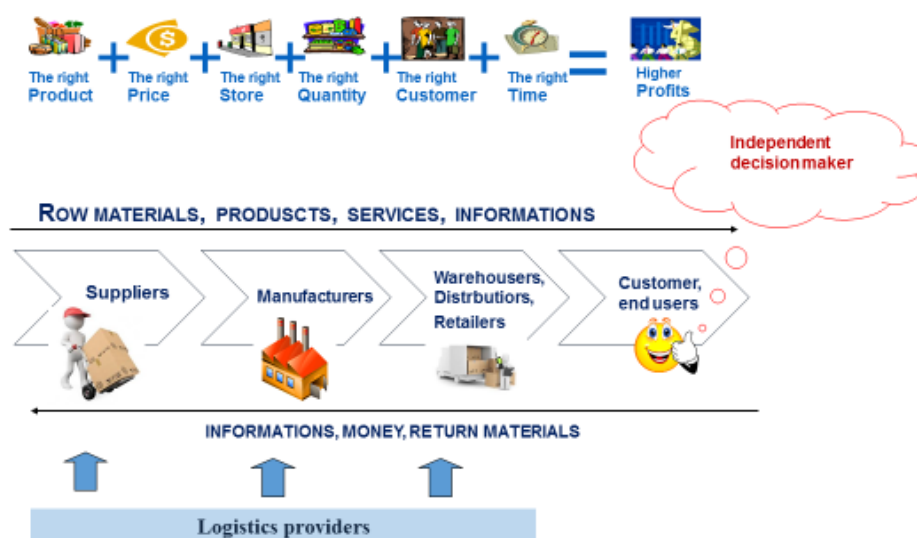 The right
Product
The right
Price
The right
Store
The right
Quantity
The right
Customer
The right
Time
Higher
Profits
Independent
decision maker
ROW MATERIALS, PRODUSCTS, SERVICES, INFORMATIONS
Suppliers
Manufacturers
Warehousers,
Distrbutiors,
Retailers
Customer,
end users
INFORMATIONS, MONEY, RETURN MATERIALS
Logistics providers